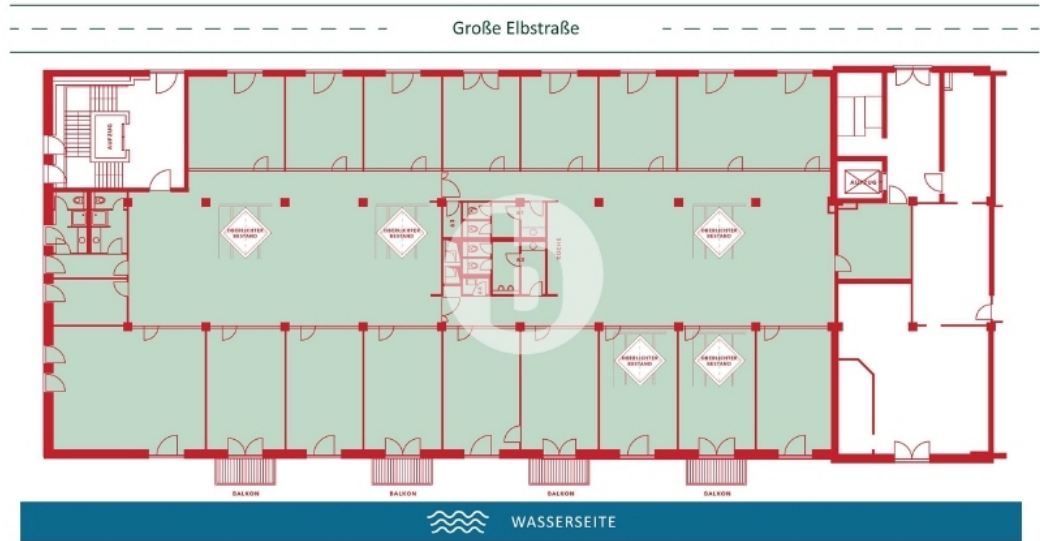 Große Elbstraße
AUFZUG
AUFZUG
OBERLICHTER
BESTAND
OBERLICHTER
BESTAND
OBERLICHTER
BESTAND
KÜCHE
OBERLICHTER
BESTAND
OBERLICHTER
BESTAND
BALKON
BALKON
BALKON
BALKON
WASSERSEITE